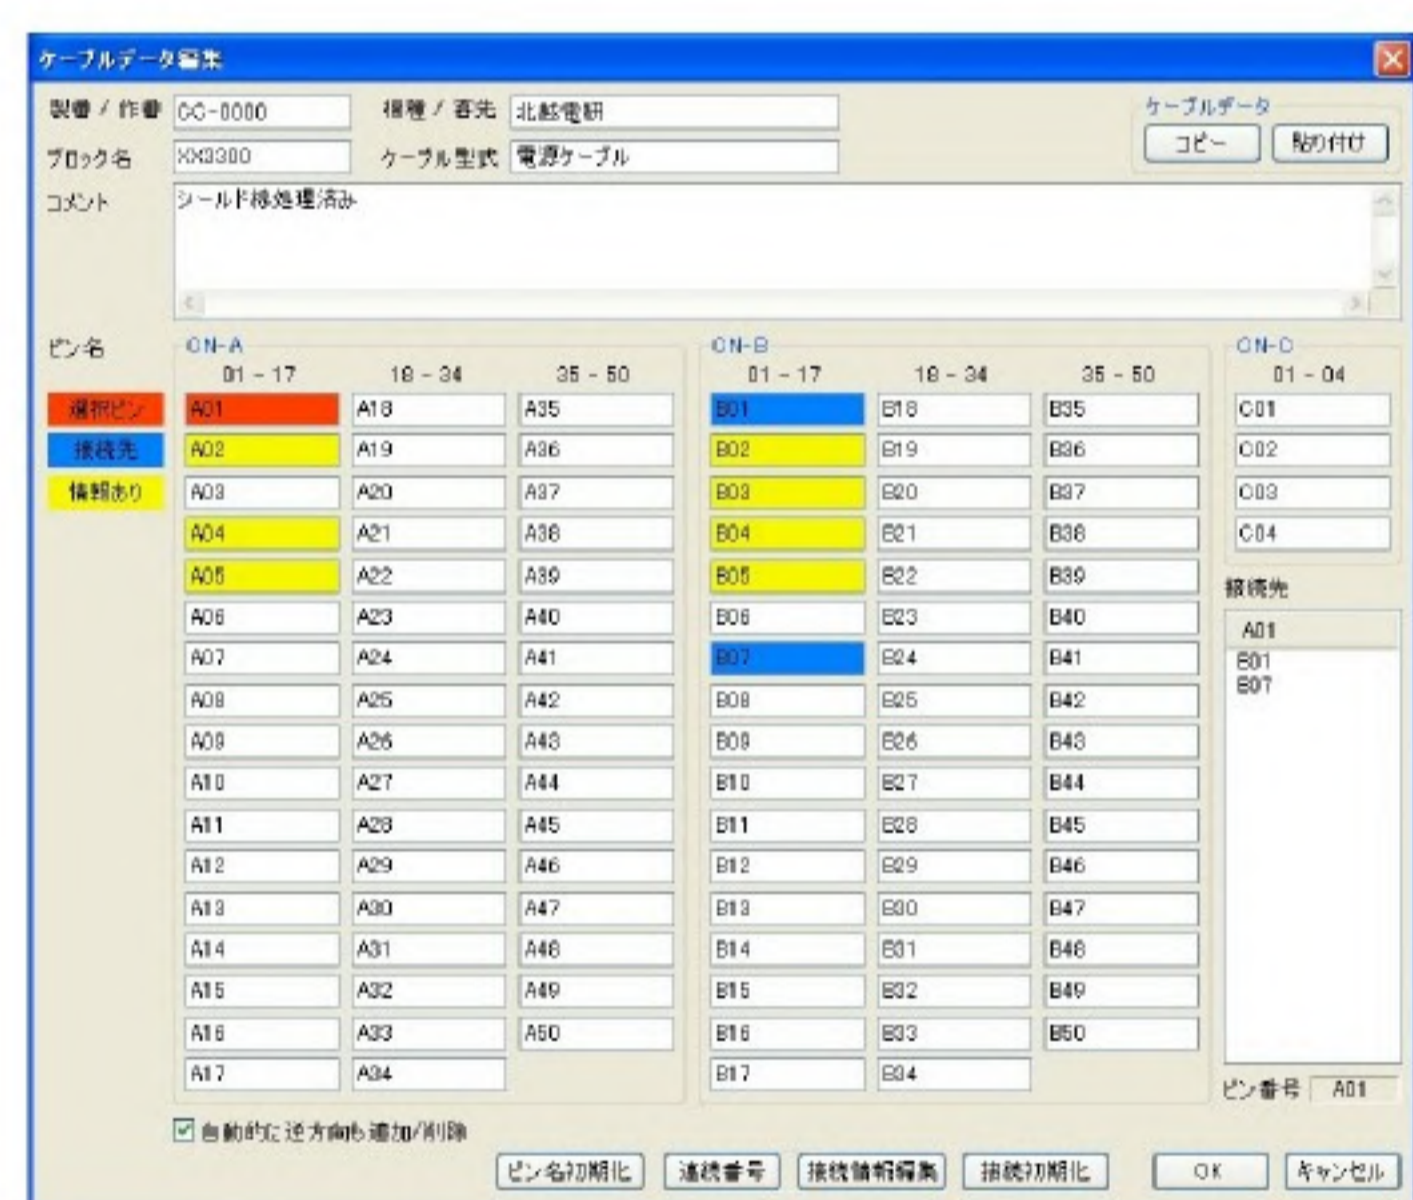 ケーブルデータ編集
製番 / 作番 CC-0000 機種 / 客先 北越電研 ケーブルデータ
コピー 貼り付け
ブロック名 XX3300 ケーブル型式 電源ケーブル
コメント シールド線処理済み
ピン名 CN-A CN-B CN-C
01 - 17 18 - 34 35 - 50 01 - 17 18 - 34 35 - 50 01 - 04
選択ピン A01 A18 A35 B01 B18 B35 C01
接続先 A02 A19 A36 B02 B19 B36 C02
情報あり A03 A20 A37 B03 B20 B37 C03
A04 A21 A38 B04 B21 B38 C04
A05 A22 A39 B05 B22 B39
接続先
A06 A23 A40 B06 B23 B40 A01
A07 A24 A41 B07 B24 B41 B01
B07
A08 A25 A42 B08 B25 B42
A09 A26 A43 B09 B26 B43
A10 A27 A44 B10 B27 B44
A11 A28 A45 B11 B28 B45
A12 A29 A46 B12 B29 B46
A13 A30 A47 B13 B30 B47
A14 A31 A48 B14 B31 B48
A15 A32 A49 B15 B32 B49
A16 A33 A50 B16 B33 B50
A17 A34 B17 B34
ピン番号 A01
自動的に逆方向も追加/削除
ピン名初期化 連続番号 接続情報編集 接続初期化 OK キャンセル